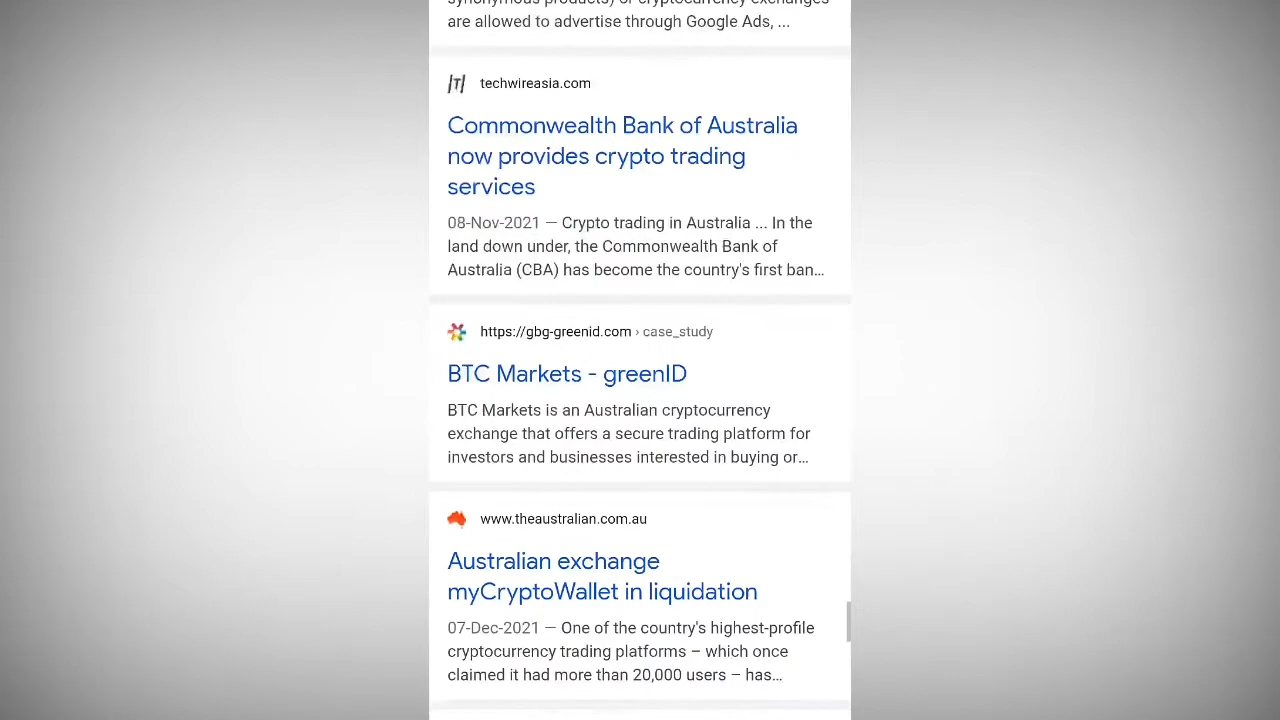 are allowed to advertise through Google Ads, ...
|T| techwireasia.com
Commonwealth Bank of Australia
now provides crypto trading
services
08-Nov-2021 — Crypto trading in Australia ... In the
land down under, the Commonwealth Bank of
Australia (CBA) has become the country's first ban...
https://gbg-greenid.com › case_study
BTC Markets - greenID
BTC Markets is an Australian cryptocurrency
exchange that offers a secure trading platform for
investors and businesses interested in buying or...
www.theaustralian.com.au
Australian exchange
myCryptoWallet in liquidation
07-Dec-2021 — One of the country's highest-profile
cryptocurrency trading platforms – which once
claimed it had more than 20,000 users – has...